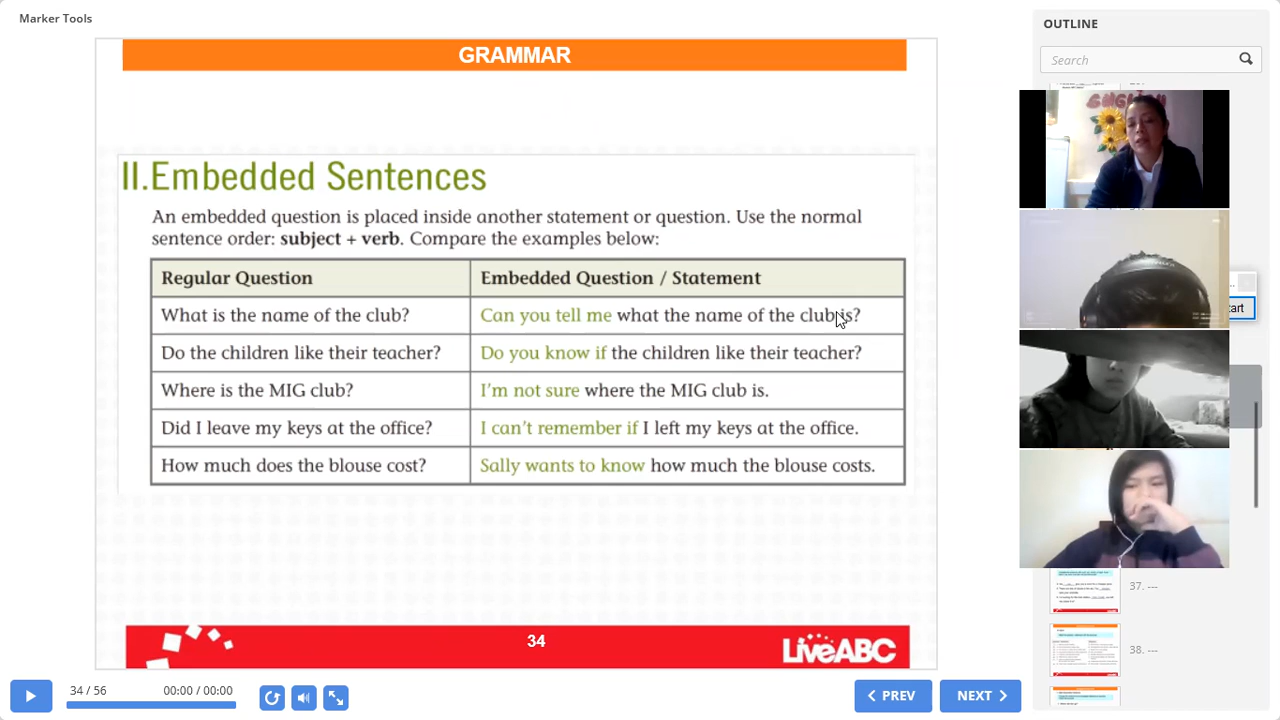 Marker Tools
OUTLINE
Search
GRAMMAR
II.Embedded Sentences
An embedded question is placed inside another statement or question. Use the normal
sentence order: subject + verb. Compare the examples below:
Regular Question
Embedded Question / Statement
What is the name of the club?
Can you tell me what the name of the club is?
Do the children like their teacher?
Do you know if the children like their teacher?
Where is the MIG club?
I'm not sure where the MIG club is.
Did I leave my keys at the office?
I can't remember if I left my keys at the office.
How much does the blouse cost?
Sally wants to know how much the blouse costs.
34
LiveABC
37. ---
38. ---
34 / 56
00:00 / 00:00
PREV
NEXT